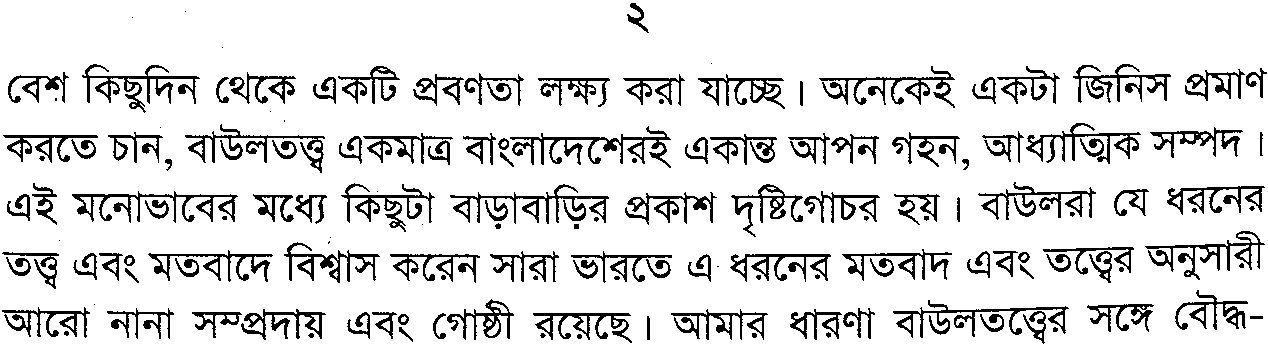 ২
বেশ কিছুদিন থেকে একটি প্রবণতা লক্ষ্য করা যাচ্ছে। অনেকেই একটা জিনিস প্রমাণ
করতে চান, বাউলতত্ত্ব একমাত্র বাংলাদেশেরই একান্ত আপন গহন, আধ্যাত্মিক সম্পদ।
এই মনোভাবের মধ্যে কিছুটা বাড়াবাড়ির প্রকাশ দৃষ্টিগোচর হয়। বাউলরা যে ধরনের
তত্ত্ব এবং মতবাদে বিশ্বাস করেন সারা ভারতে এ ধরনের মতবাদ এবং তত্ত্বের অনুসারী
আরো নানা সম্প্রদায় এবং গোষ্ঠী রয়েছে। আমার ধারণা বাউলতত্ত্বের সঙ্গে বৌদ্ধ-